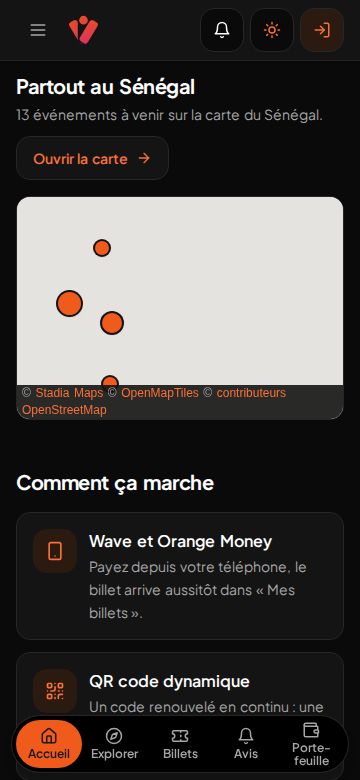 Partout au Sénégal
13 événements à venir sur la carte du Sénégal.
Ouvrir la carte
© Stadia Maps © OpenMapTiles © contributeurs
OpenStreetMap
Comment ça marche
Wave et Orange Money
Payez depuis votre téléphone, le
billet arrive aussitôt dans « Mes
billets ».
QR code dynamique
Un code renouvelé en continu : une
Accueil
Explorer
Billets
Avis
Porte-
feuille